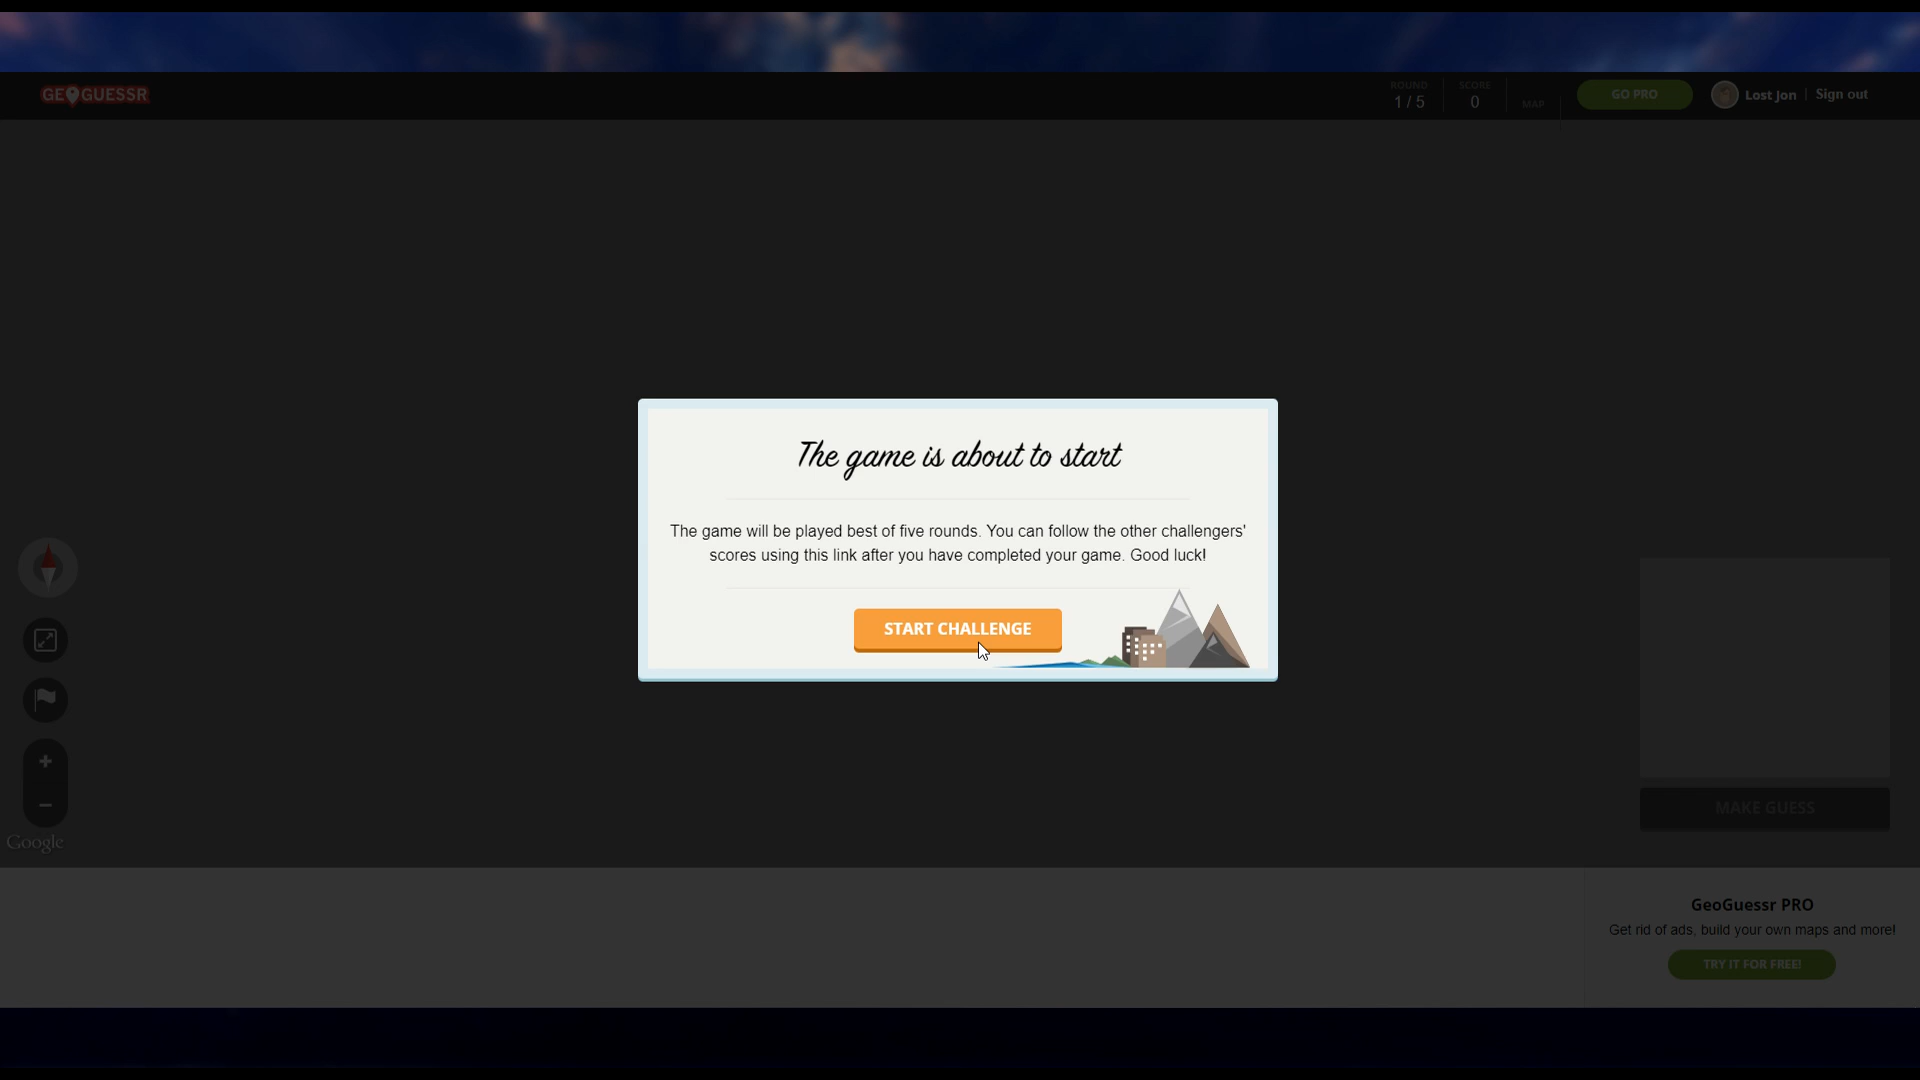 GEOGUESSR
ROUND
1 / 5
SCORE
0
MAP
GO PRO
Lost Jon | Sign out
The game is about to start
The game will be played best of five rounds. You can follow the other challengers'
scores using this link after you have completed your game. Good luck!
START CHALLENGE
MAKE GUESS
Google
GeoGuessr PRO
Get rid of ads, build your own maps and more!
TRY IT FOR FREE!